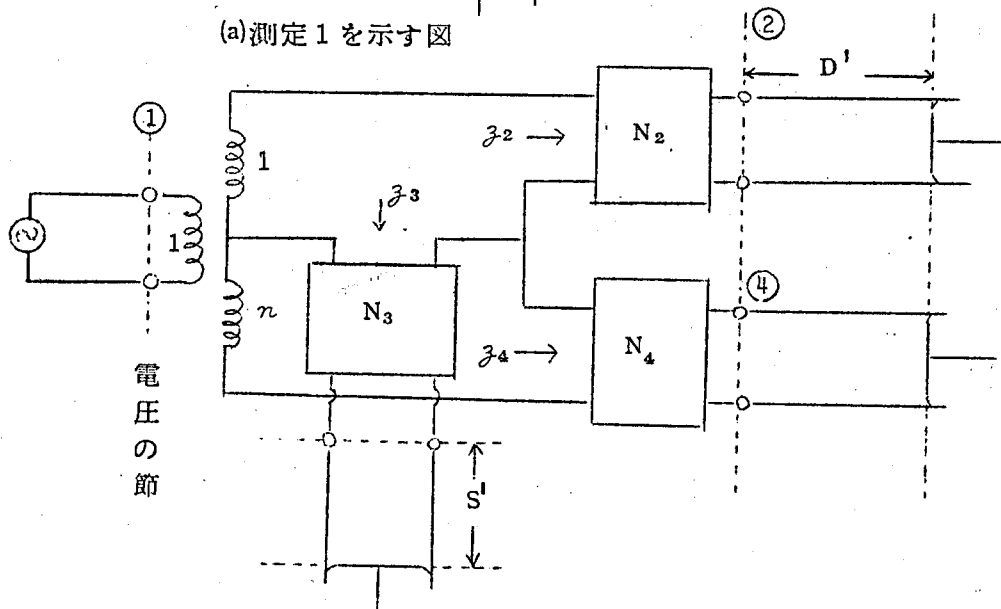 (a)測定1を示す図
②
D'
①
1
1
n
z2 →
N2
z3
N3
④
z4 →
N4
S'
電圧の節